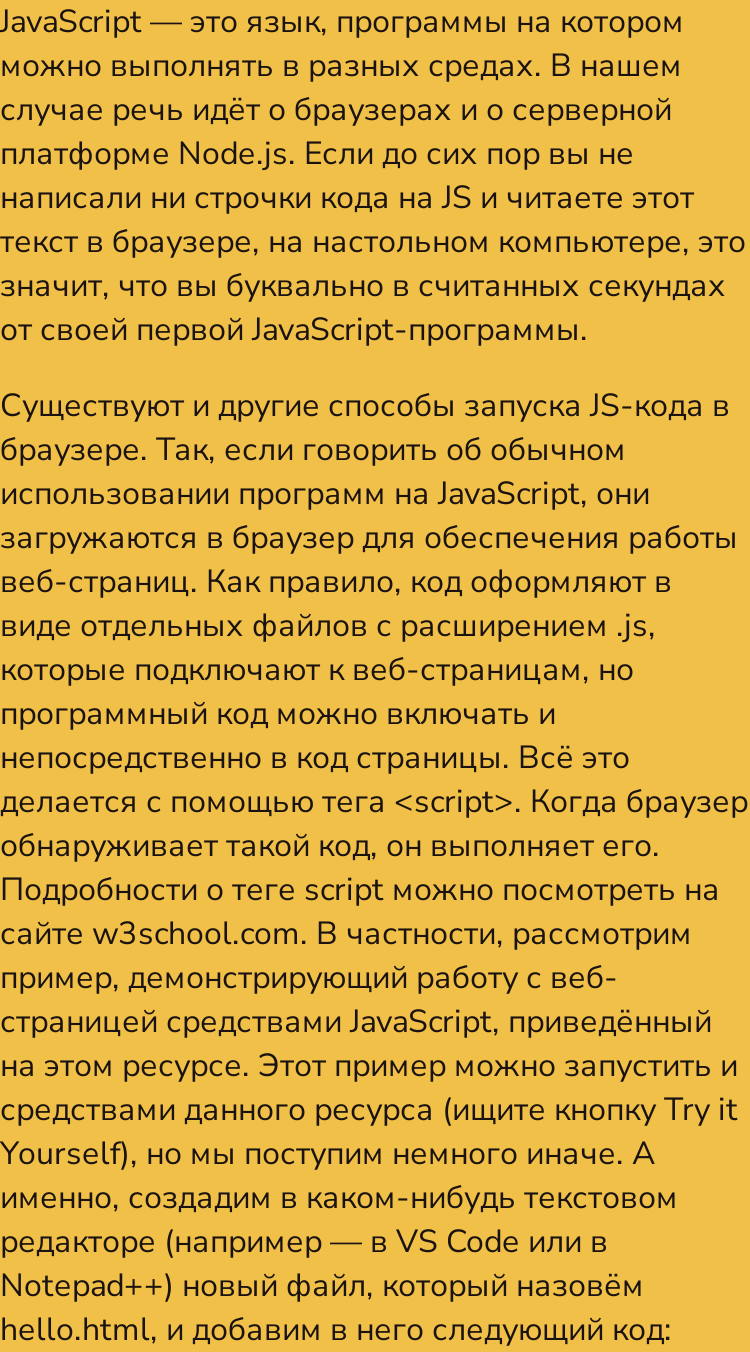 JavaScript — это язык, программы на котором
можно выполнять в разных средах. В нашем
случае речь идёт о браузерах и о серверной
платформе Node.js. Если до сих пор вы не
написали ни строчки кода на JS и читаете этот
текст в браузере, на настольном компьютере, это
значит, что вы буквально в считанных секундах
от своей первой JavaScript-программы.
Существуют и другие способы запуска JS-кода в
браузере. Так, если говорить об обычном
использовании программ на JavaScript, они
загружаются в браузер для обеспечения работы
веб-страниц. Как правило, код оформляют в
виде отдельных файлов с расширением .js,
которые подключают к веб-страницам, но
программный код можно включать и
непосредственно в код страницы. Всё это
делается с помощью тега <script>. Когда браузер
обнаруживает такой код, он выполняет его.
Подробности о теге script можно посмотреть на
сайте w3school.com. В частности, рассмотрим
пример, демонстрирующий работу с веб-
страницей средствами JavaScript, приведённый
на этом ресурсе. Этот пример можно запустить и
средствами данного ресурса (ищите кнопку Try it
Yourself), но мы поступим немного иначе. А
именно, создадим в каком-нибудь текстовом
редакторе (например — в VS Code или в
Notepad++) новый файл, который назовём
hello.html, и добавим в него следующий код: